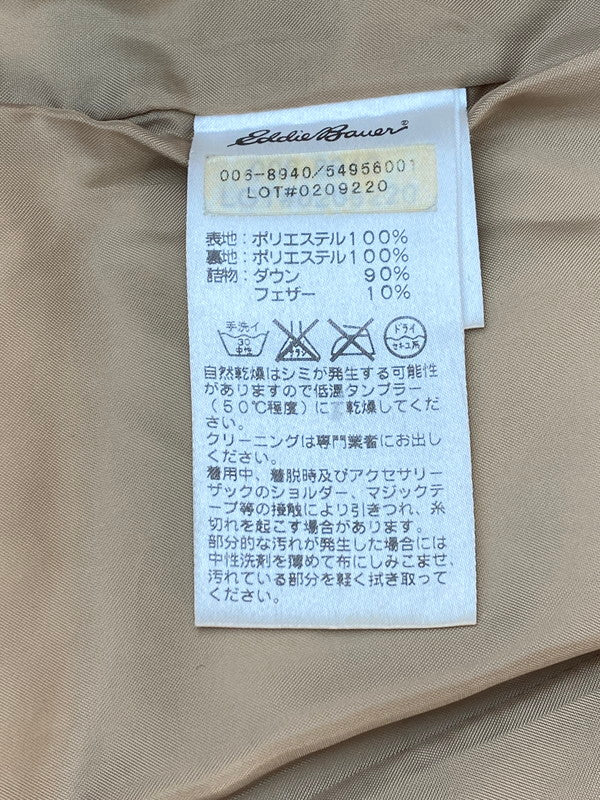 Eddie Bauer®
006-8940/54956001
LOT#0209220
表地:ポリエステル100%
裏地:ポリエステル100%
詰物:ダウン 90%
フェザー 10%
手洗イ
30
中性
エンソサラシ
ドライ
セキユ系
自然乾燥はシミが発生する可能性
がありますので低温タンブラー
(50℃程度)にて乾燥してくだ
さい。
クリーニングは専門業者にお出し
ください。
着用中、着脱時及びアクセサリー
ザックのショルダー、マジックテ
ープ等の接触により引きつれ、糸
切れを起こす場合があります。
部分的な汚れが発生した場合には
中性洗剤を薄めて布にしみこませ、
汚れている部分を軽く拭き取って
ください。